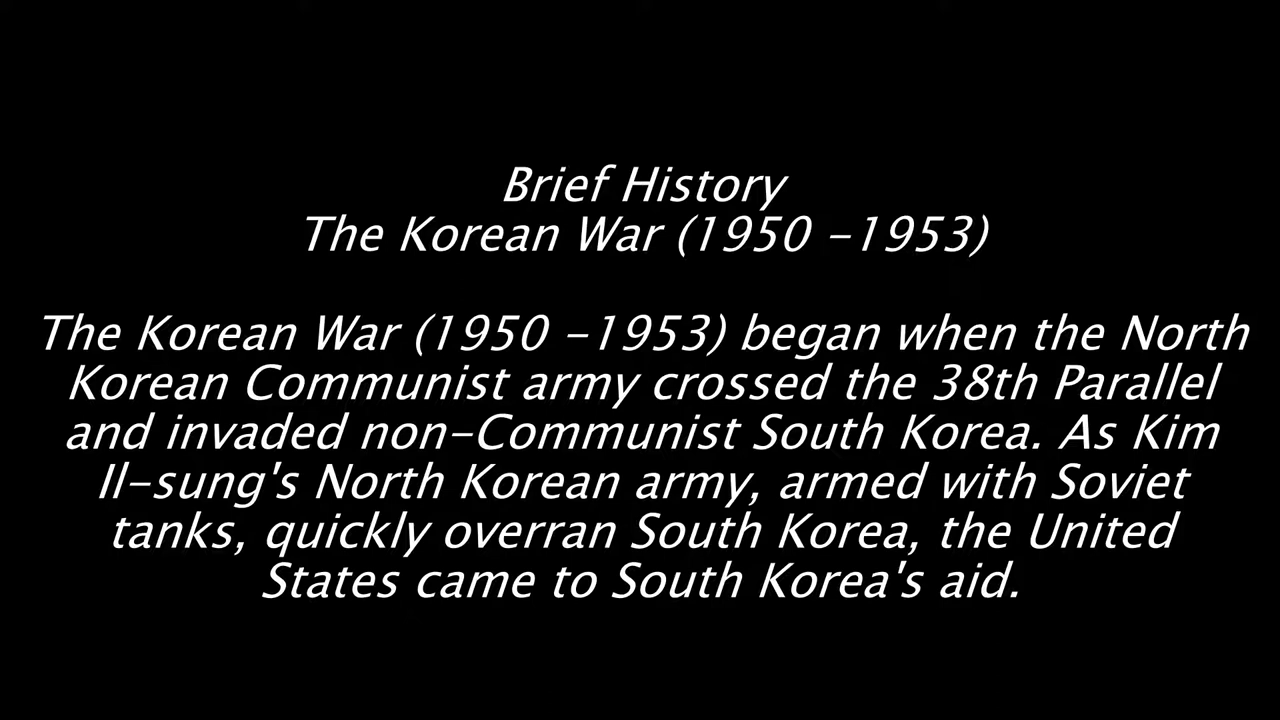 Brief History
The Korean War (1950 -1953)
The Korean War (1950 -1953) began when the North
Korean Communist army crossed the 38th Parallel
and invaded non-Communist South Korea. As Kim
Il-sung's North Korean army, armed with Soviet
tanks, quickly overran South Korea, the United
States came to South Korea's aid.